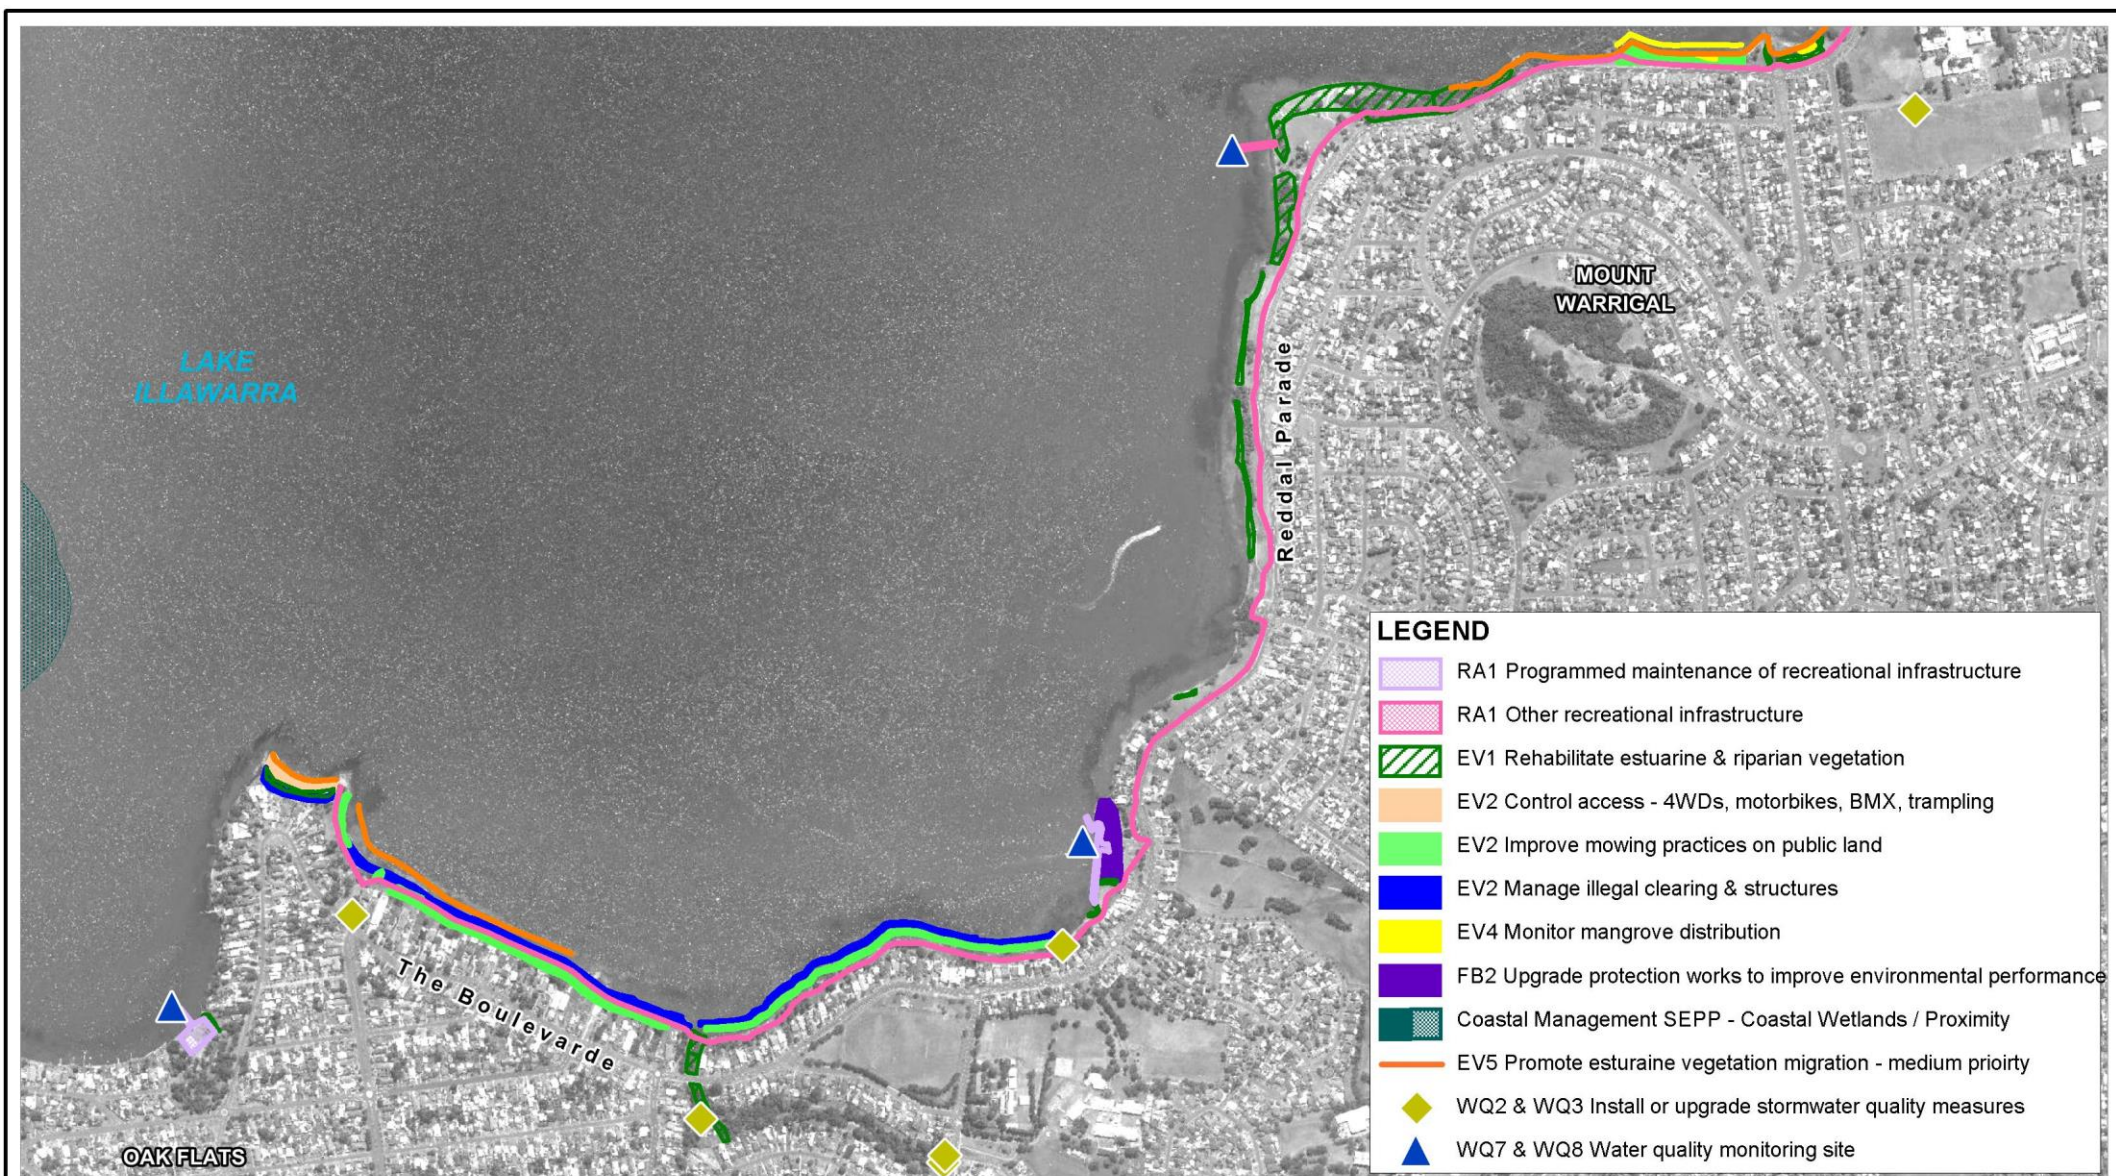 MOUNT
WARRIGAL
LAKE
ILLAWARRA
Reddal Parade
The Boulevarde
OAK FLATS
LEGEND
RA1 Programmed maintenance of recreational infrastructure
RA1 Other recreational infrastructure
EV1 Rehabilitate estuarine & riparian vegetation
EV2 Control access - 4WDs, motorbikes, BMX, trampling
EV2 Improve mowing practices on public land
EV2 Manage illegal clearing & structures
EV4 Monitor mangrove distribution
FB2 Upgrade protection works to improve environmental performance
Coastal Management SEPP - Coastal Wetlands / Proximity
EV5 Promote esturaine vegetation migration - medium prioirty
WQ2 & WQ3 Install or upgrade stormwater quality measures
WQ7 & WQ8 Water quality monitoring site